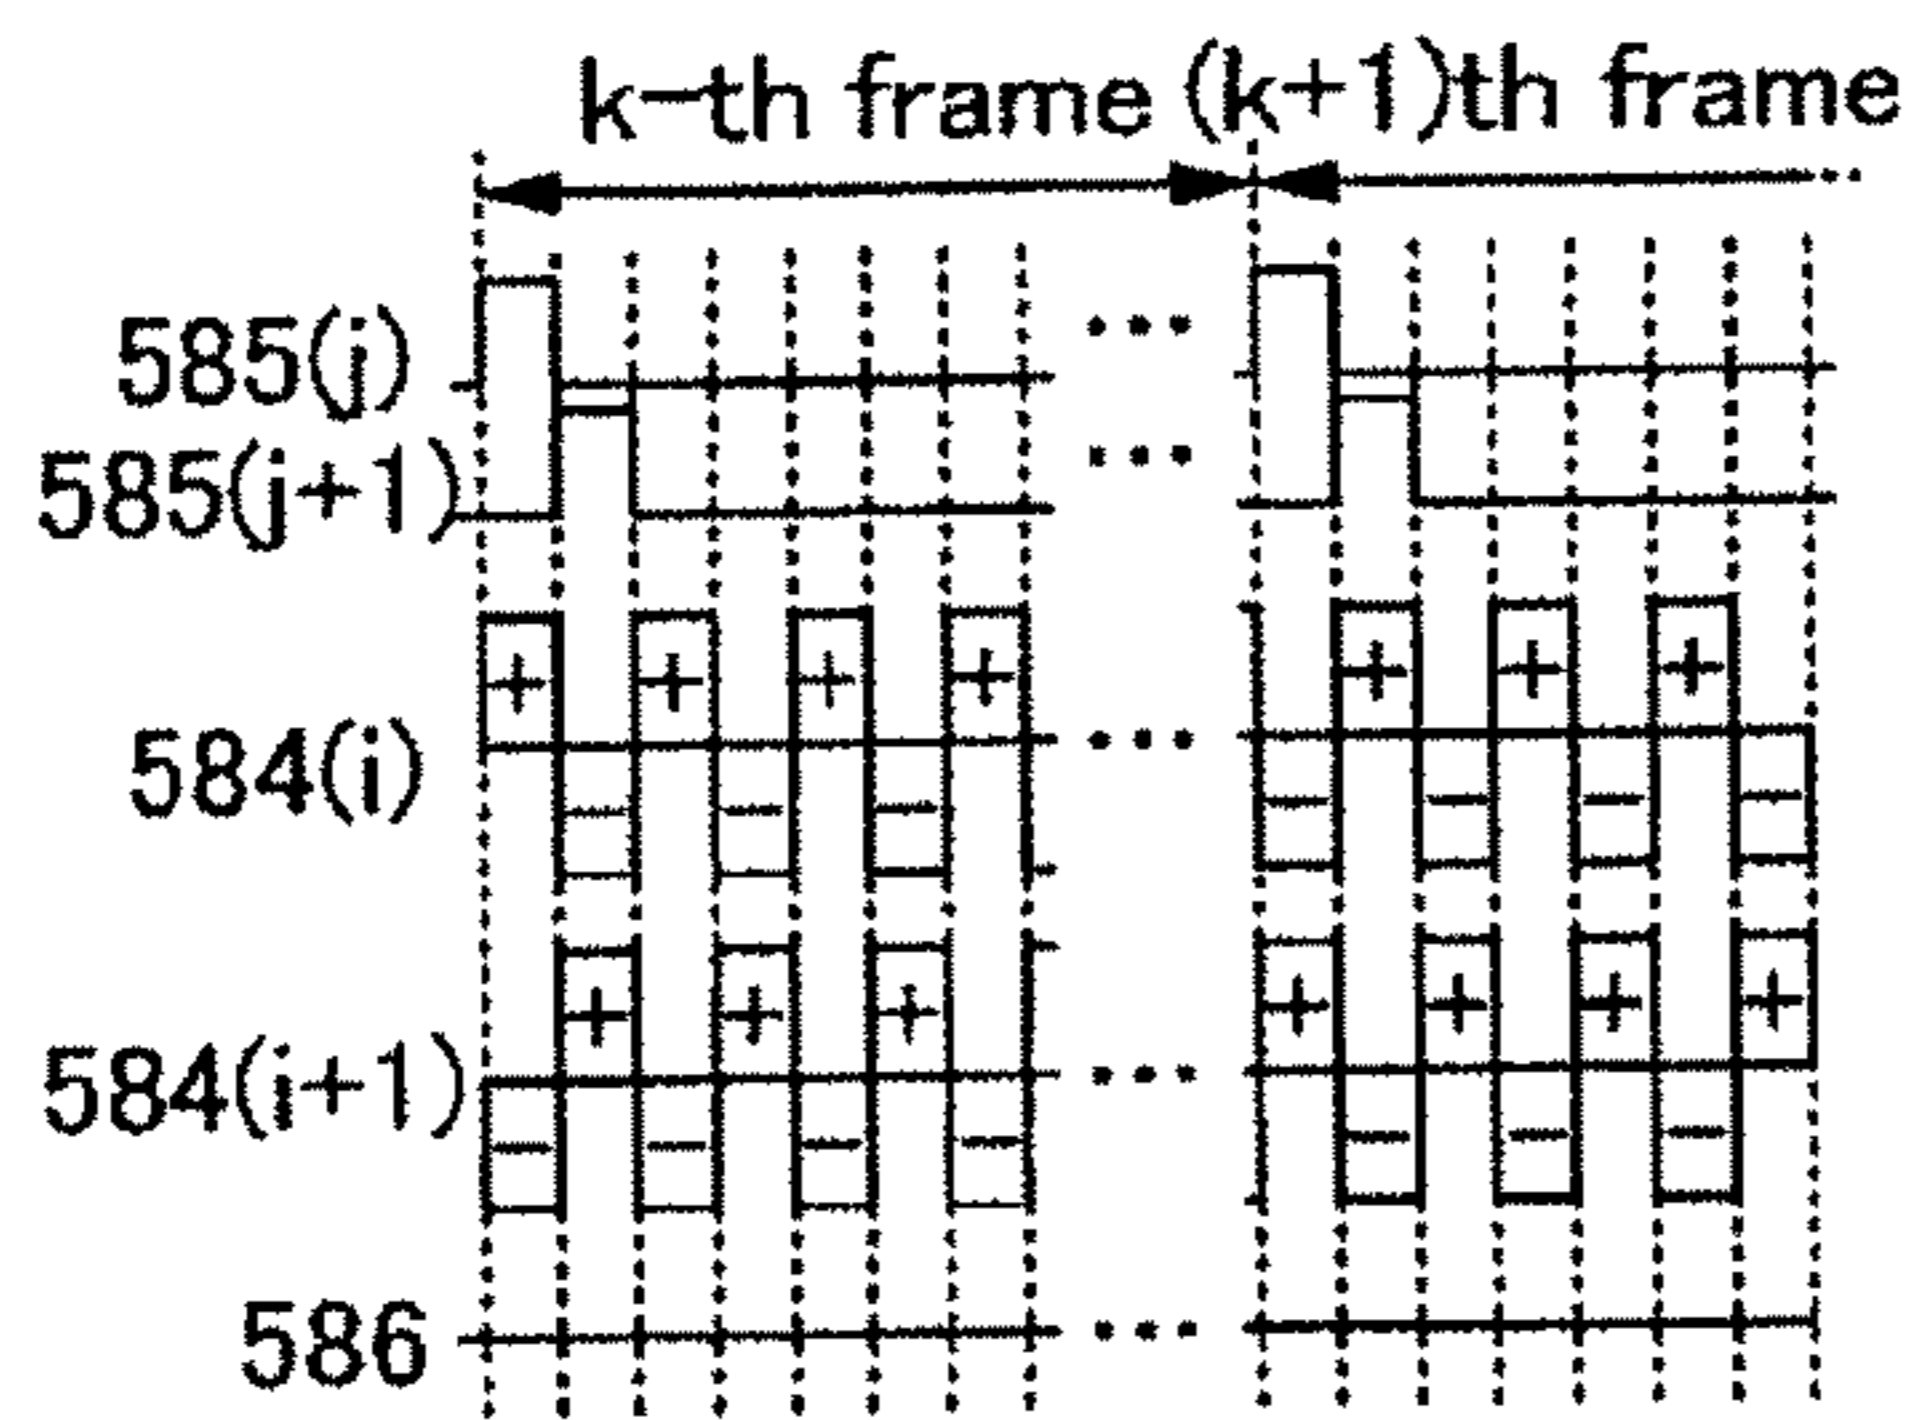 k-th frame (k+1)th frame
585(j)
585(j+1)
+ + + +
584(i)
− − −
+ + +
− − − −
+ + +
584(i+1)
− − − −
+ + + +
− − −
586